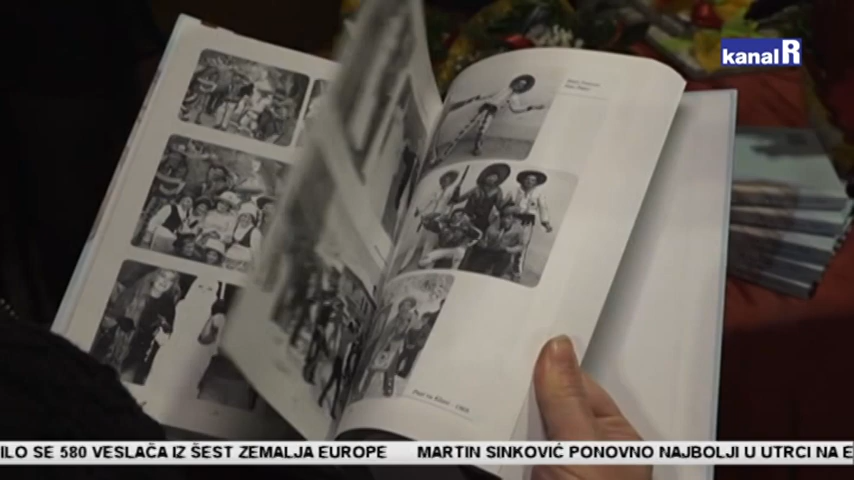 kanal R
ILO SE 580 VESLAČA IZ ŠEST ZEMALJA EUROPE MARTIN SINKOVIĆ PONOVNO NAJBOLJI U UTRCI NA E